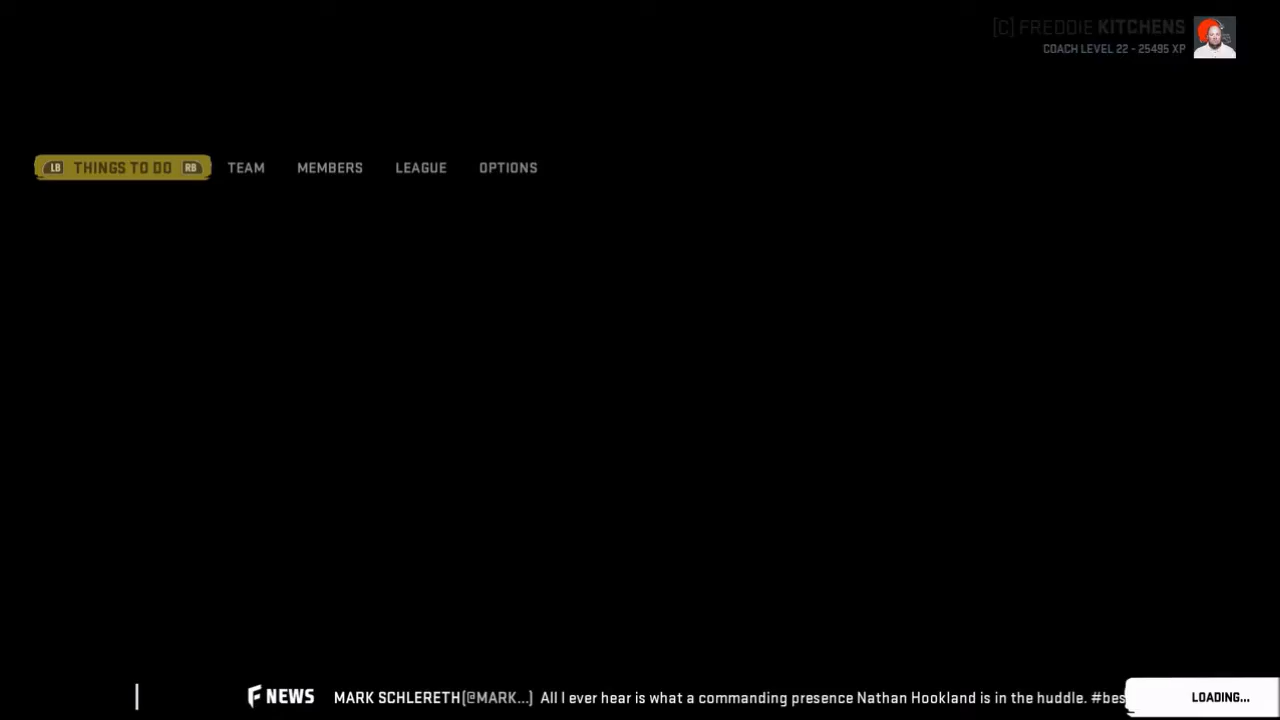 [C] FREDDIE KITCHENS
COACH LEVEL 22 - 25495 XP
LB THINGS TO DO RB TEAM MEMBERS LEAGUE OPTIONS
F NEWS MARK SCHLERETH(@MARK...) All I ever hear is what a commanding presence Nathan Hookland is in the huddle. #bes
LOADING...